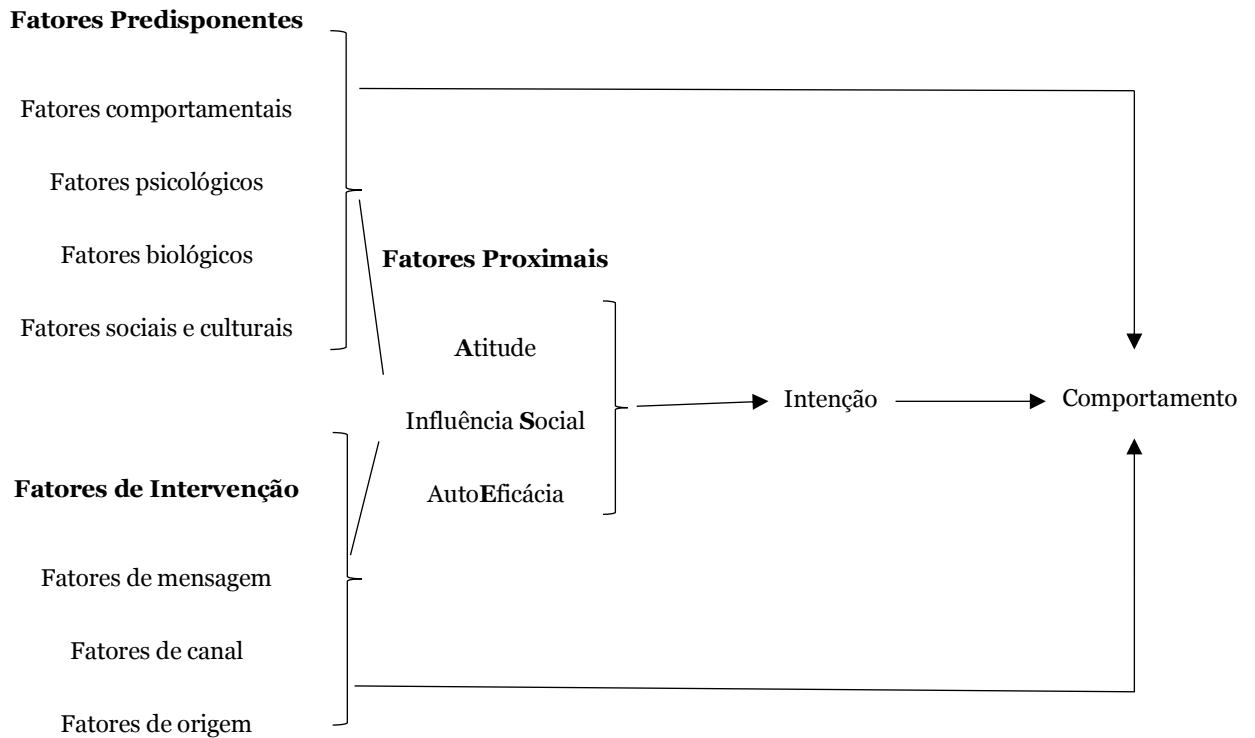 Fatores Predisponentes
Fatores comportamentais
Fatores psicológicos
Fatores biológicos
Fatores sociais e culturais
Fatores de Intervenção
Fatores de mensagem
Fatores de canal
Fatores de origem
Fatores Proximais
Atitude
Influência Social
AutoEficácia
Intenção
Comportamento